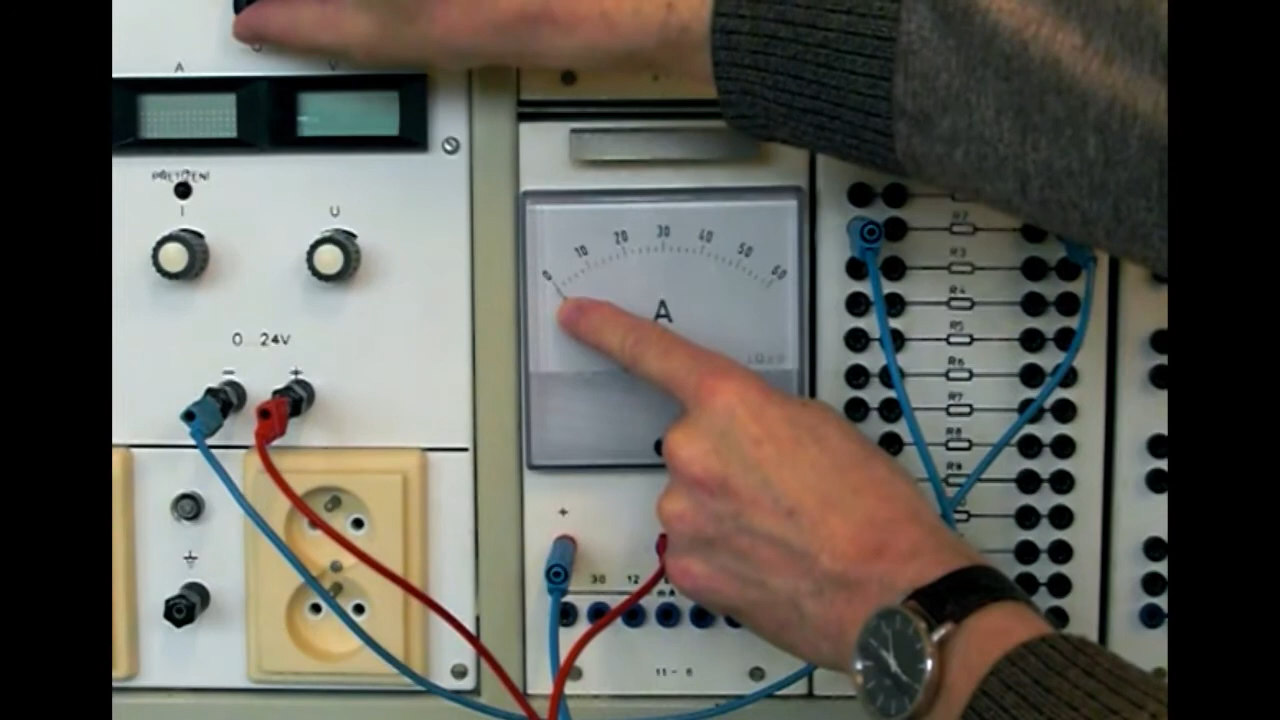 A V
PŘETÍŽENÍ
I U
0 24V
- +
0 10 20 30 40 50 60
A
+
30 12
mA
11-6
R2
R3
R4
R5
R6
R7
R8
R9